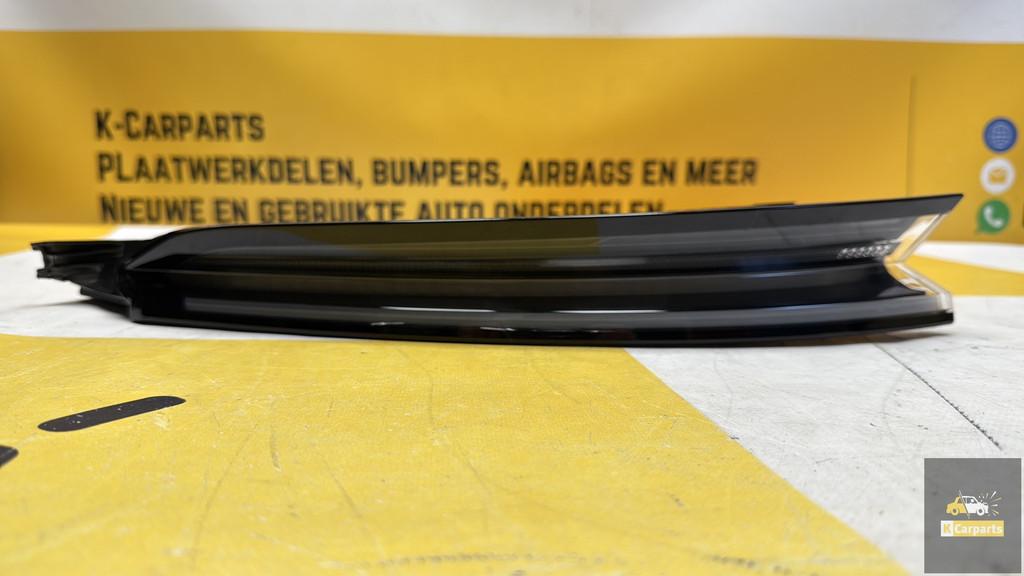 K-Carparts
Plaatwerkdelen, bumpers, airbags en meer
Nieuwe en gebruikte auto onderdelen
K Carparts